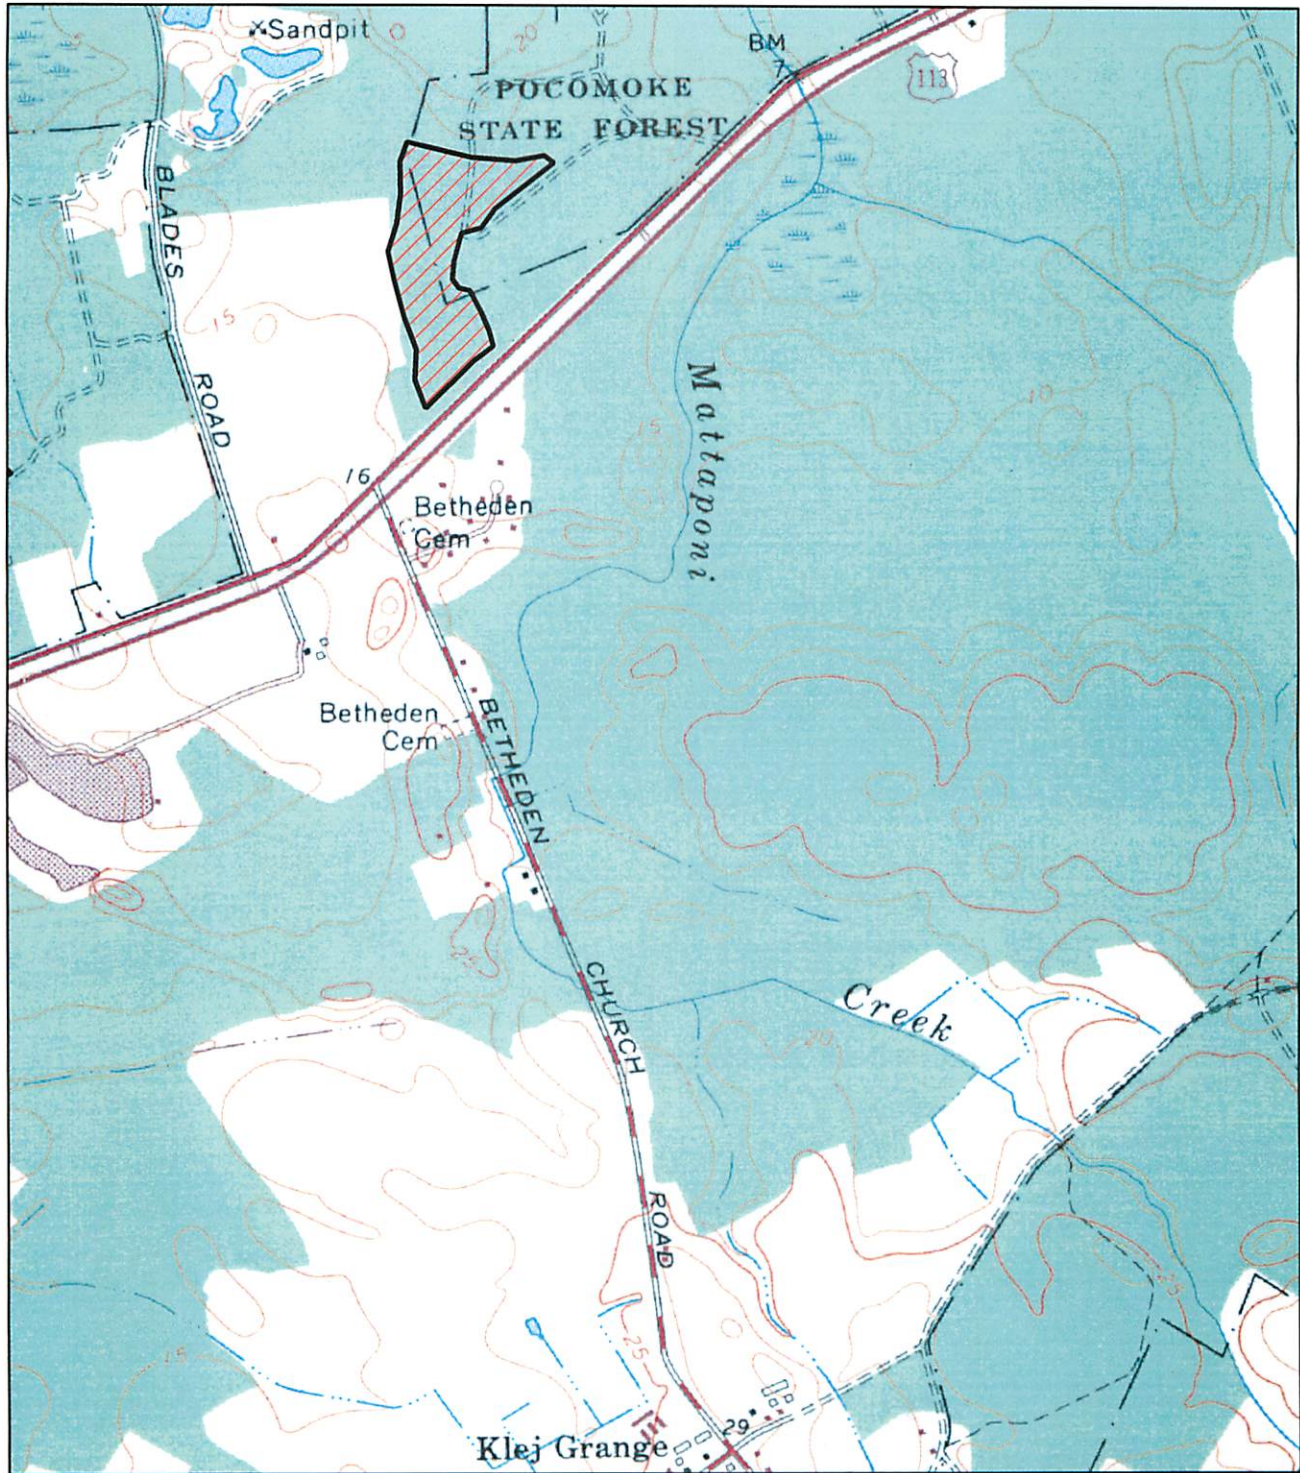 Sandpit
20
BM
7
113
POCOMOKE
STATE FOREST
BLADES
15
ROAD
Mattaponi
10
15
16
Betheden
Cem
Betheden
Cem
BETHEDEN
25
CHURCH
Creek
20
ROAD
25
15
25
29
Klej Grange